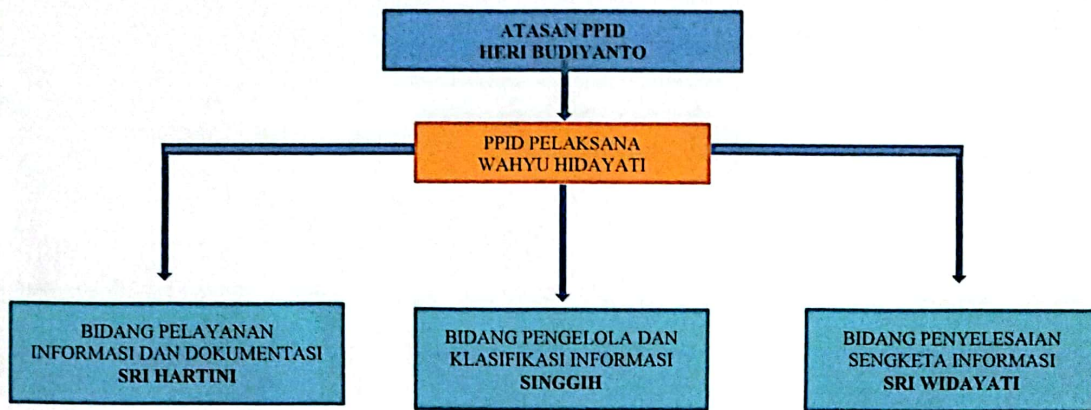 ATASAN PPID
HERI BUDIYANTO
PPID PELAKSANA
WAHYU HIDAYATI
BIDANG PELAYANAN
INFORMASI DAN DOKUMENTASI
SRI HARTINI
BIDANG PENGELOLA DAN
KLASIFIKASI INFORMASI
SINGGIH
BIDANG PENYELESAIAN
SENGKETA INFORMASI
SRI WIDAYATI